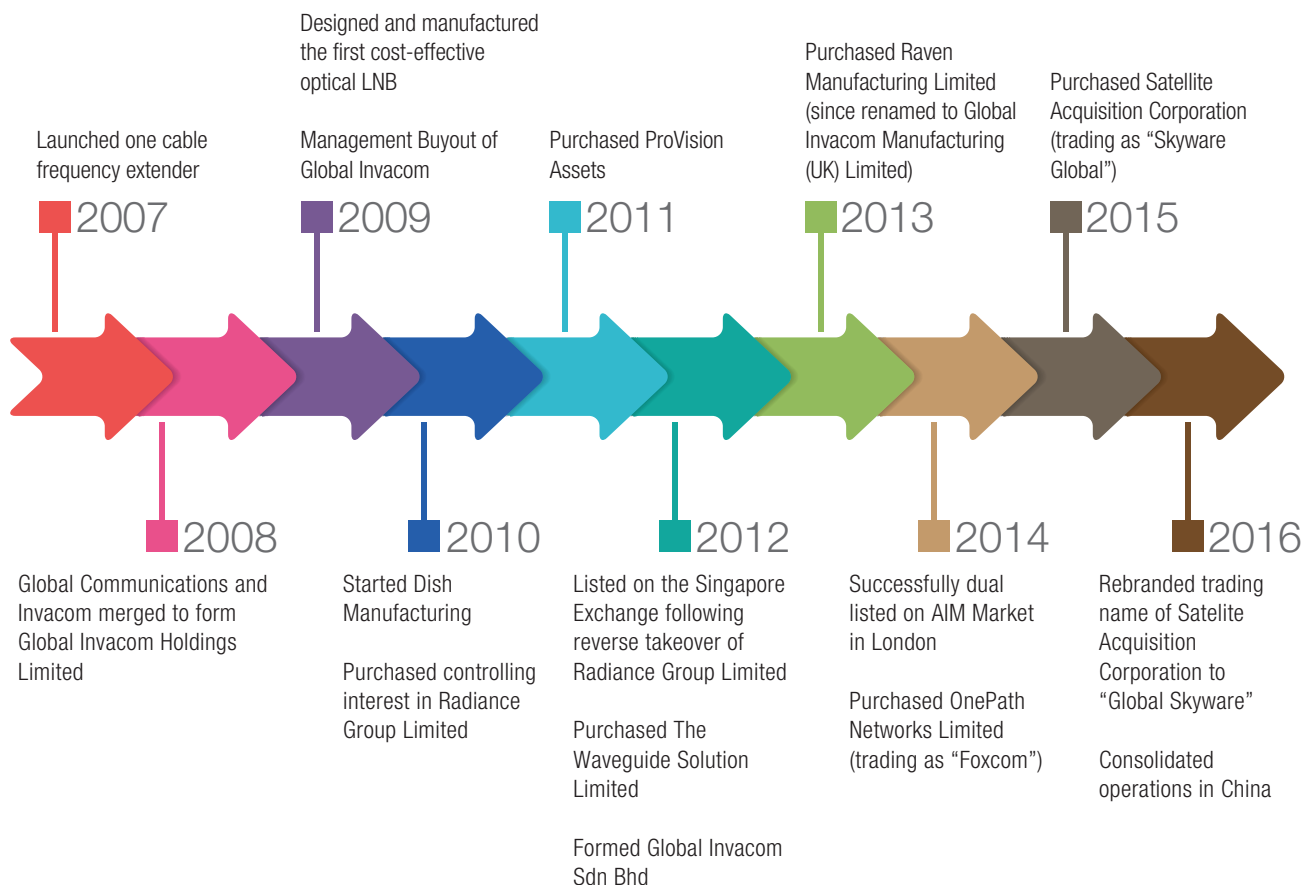 Launched one cable
frequency extender
2007
Global Communications and
Invacom merged to form
Global Invacom Holdings
Limited
2008
Designed and manufactured
the first cost-effective
optical LNB
Management Buyout of
Global Invacom
2009
2010
Started Dish
Manufacturing
Purchased controlling
interest in Radiance
Group Limited
Purchased ProVision
Assets
2011
2012
Listed on the Singapore
Exchange following
reverse takeover of
Radiance Group Limited
Purchased The
Waveguide Solution
Limited
Formed Global Invacom
Sdn Bhd
Purchased Raven
Manufacturing Limited
(since renamed to Global
Invacom Manufacturing
(UK) Limited)
2013
2014
Successfully dual
listed on AIM Market
in London
Purchased OnePath
Networks Limited
(trading as “Foxcom”)
Purchased Satellite
Acquisition Corporation
(trading as “Skyware
Global”)
2015
2016
Rebranded trading
name of Satelite
Acquisition
Corporation to
“Global Skyware”
Consolidated
operations in China